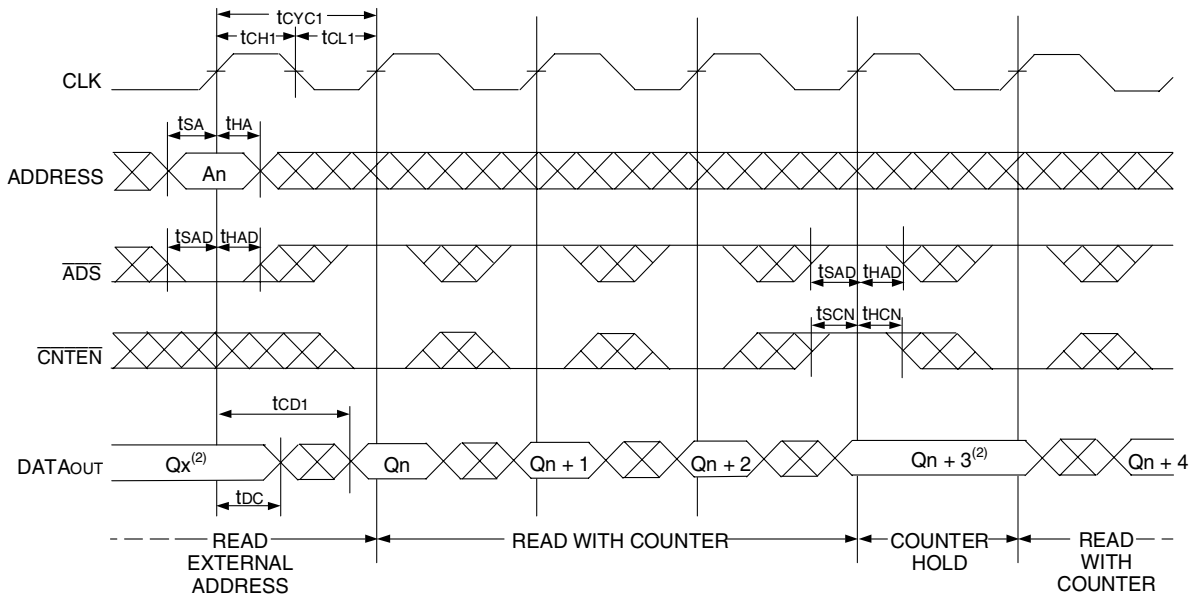 tCYC1
tCH1 tCL1
CLK
tSA tHA
ADDRESS An
tSAD tHAD
ADS
tSAD tHAD
tSCN tHCN
CNTEN
tCD1
DATAOUT Qx(2) Qn Qn + 1 Qn + 2 Qn + 3(2) Qn + 4
tDC
READ EXTERNAL ADDRESS
READ WITH COUNTER
COUNTER HOLD
READ WITH COUNTER